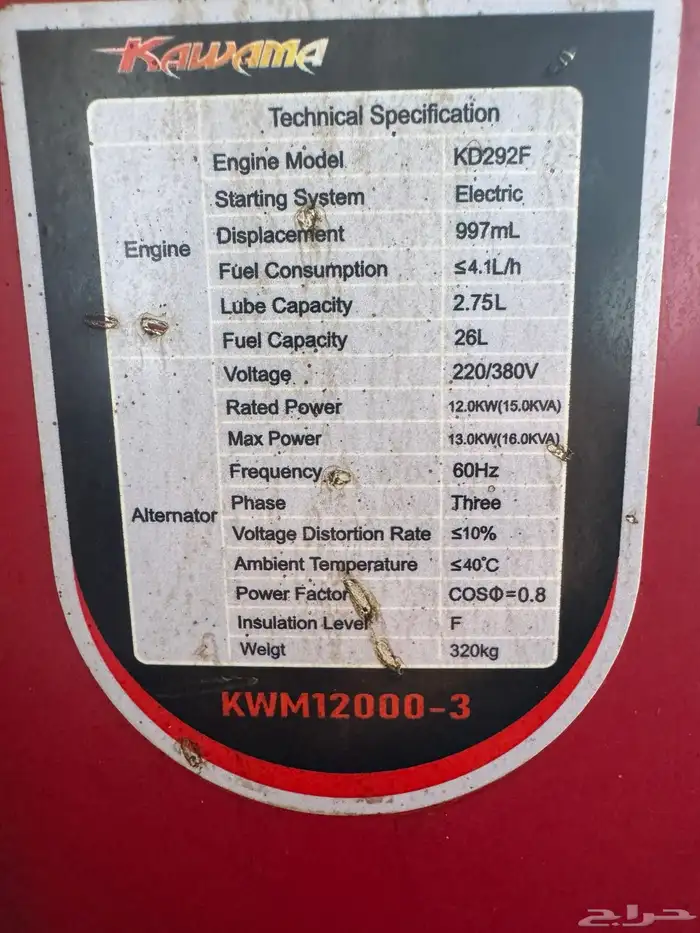 KAWAMA
Technical Specification
Engine
Engine Model KD292F
Starting System Electric
Displacement 997mL
Fuel Consumption ≤4.1L/h
Lube Capacity 2.75L
Fuel Capacity 26L
Alternator
Voltage 220/380V
Rated Power 12.0KW(15.0KVA)
Max Power 13.0KW(16.0KVA)
Frequency 60Hz
Phase Three
Voltage Distortion Rate ≤10%
Ambient Temperature ≤40°C
Power Factor COSΦ=0.8
Insulation Level F
Weigt 320kg
KWM12000-3
حراج